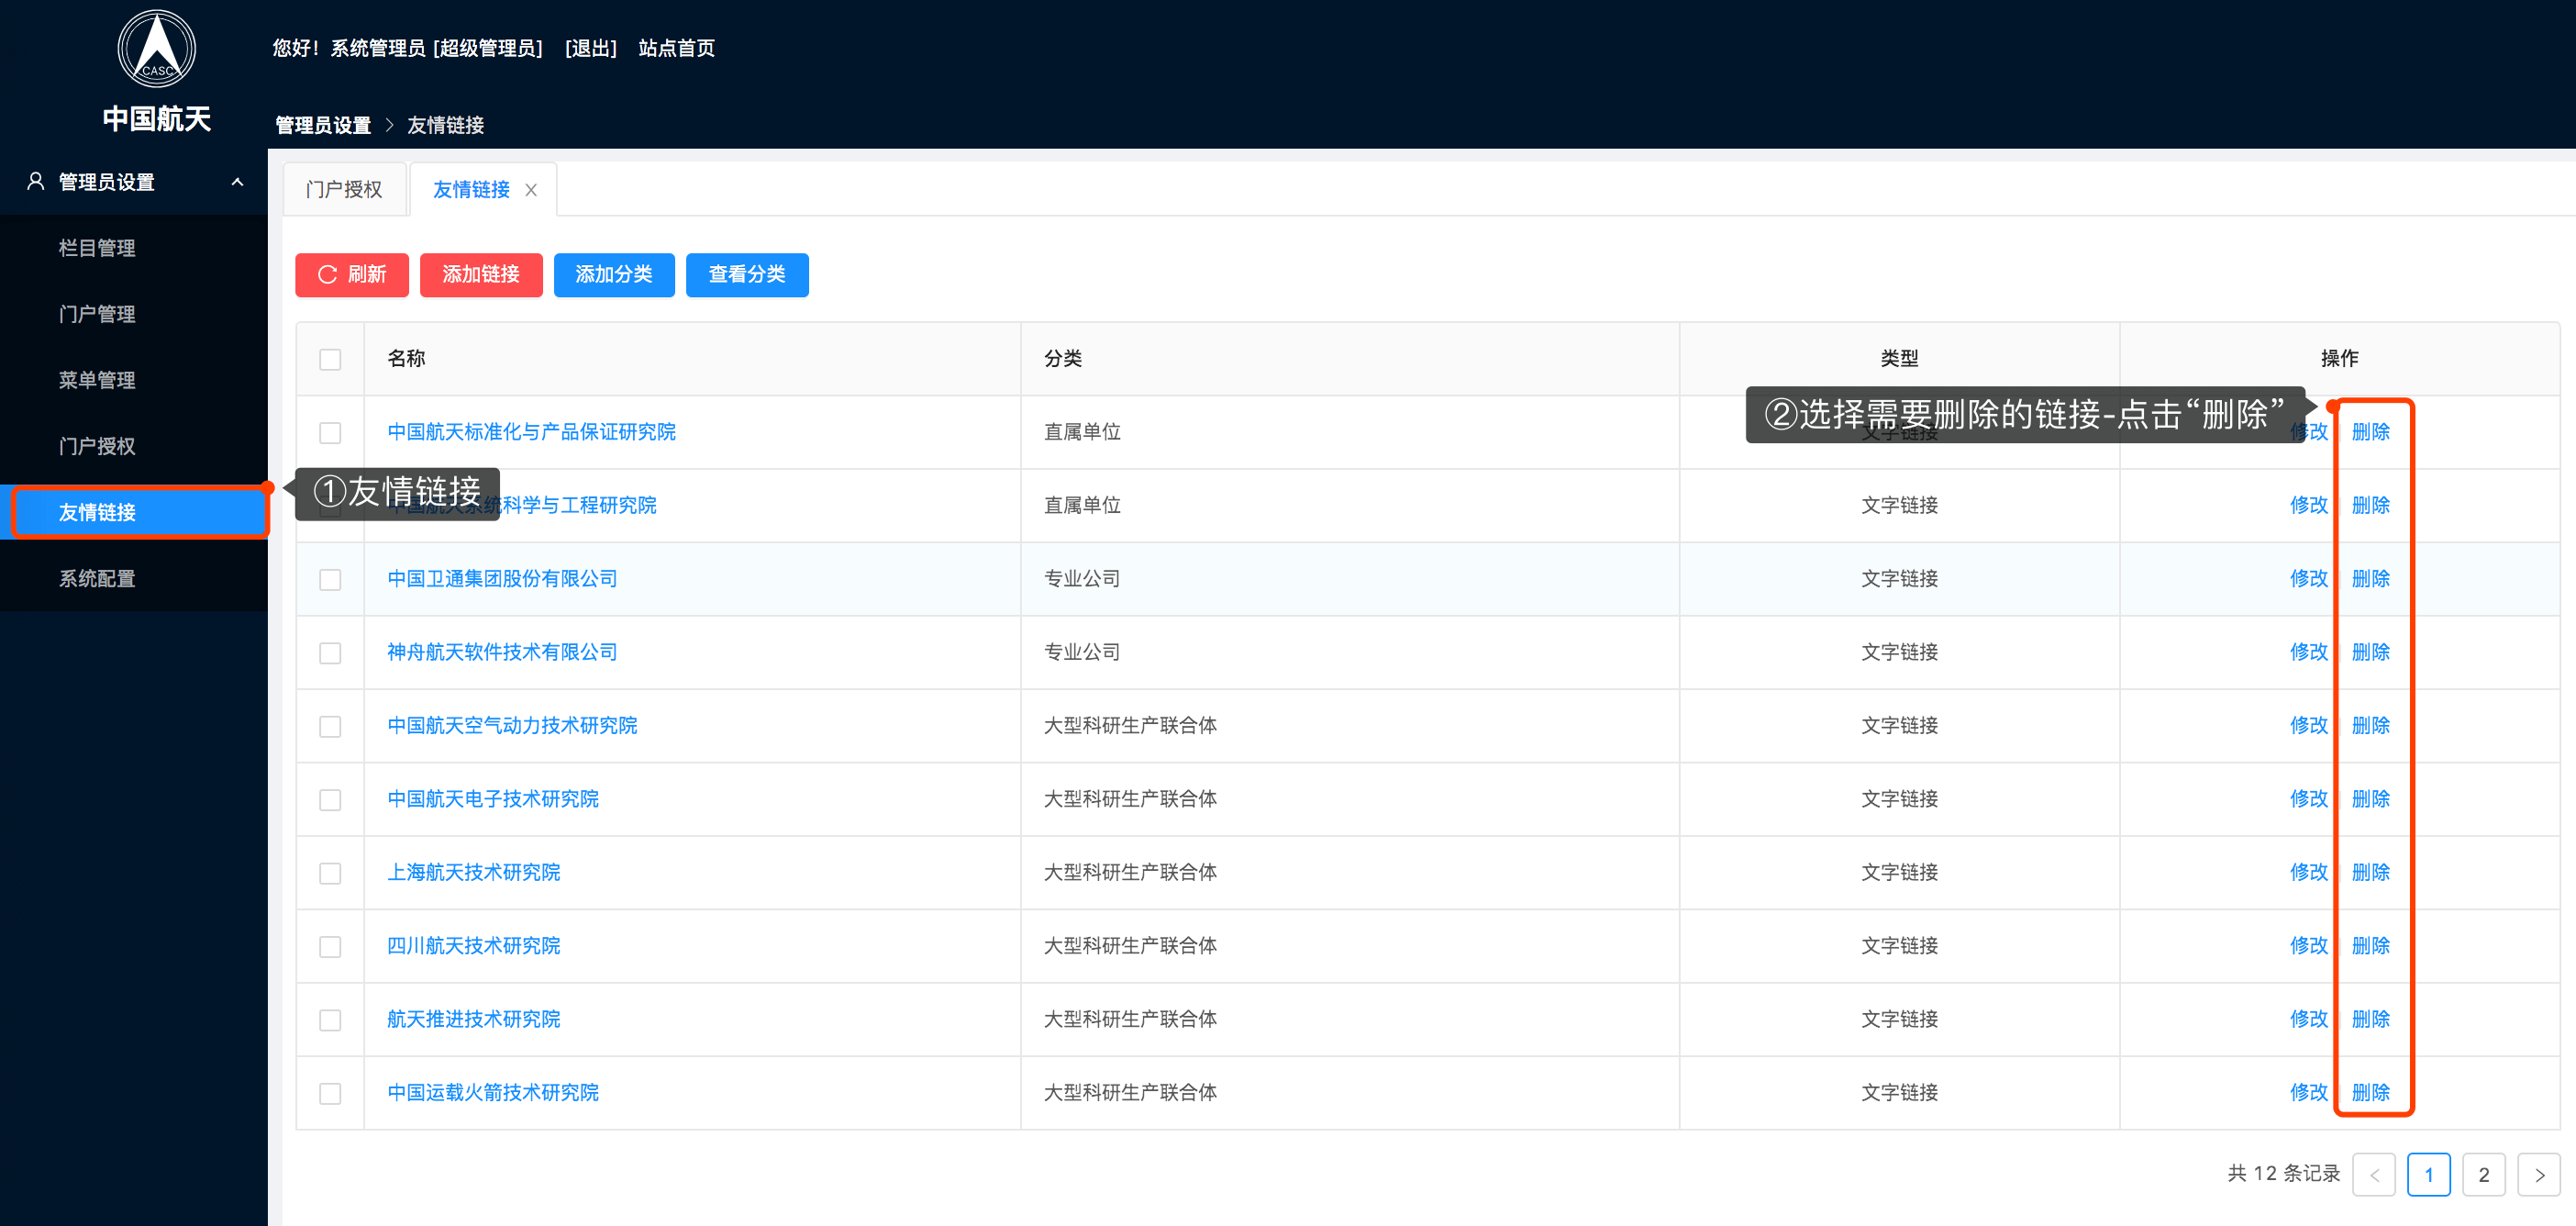 CASC
中国航天
您好！系统管理员 [超级管理员] [退出] 站点首页
管理员设置 > 友情链接
管理员设置
栏目管理
门户管理
菜单管理
门户授权
友情链接
系统配置
门户授权 友情链接
刷新 添加链接 添加分类 查看分类
名称 分类 类型 操作
②选择需要删除的链接-点击“删除”
中国航天标准化与产品保证研究院 直属单位 文字链接 修改 删除
①友情链接
中国航天系统科学与工程研究院 直属单位 文字链接 修改 删除
中国卫通集团股份有限公司 专业公司 文字链接 修改 删除
神舟航天软件技术有限公司 专业公司 文字链接 修改 删除
中国航天空气动力技术研究院 大型科研生产联合体 文字链接 修改 删除
中国航天电子技术研究院 大型科研生产联合体 文字链接 修改 删除
上海航天技术研究院 大型科研生产联合体 文字链接 修改 删除
四川航天技术研究院 大型科研生产联合体 文字链接 修改 删除
航天推进技术研究院 大型科研生产联合体 文字链接 修改 删除
中国运载火箭技术研究院 大型科研生产联合体 文字链接 修改 删除
共 12 条记录 < 1 2 >